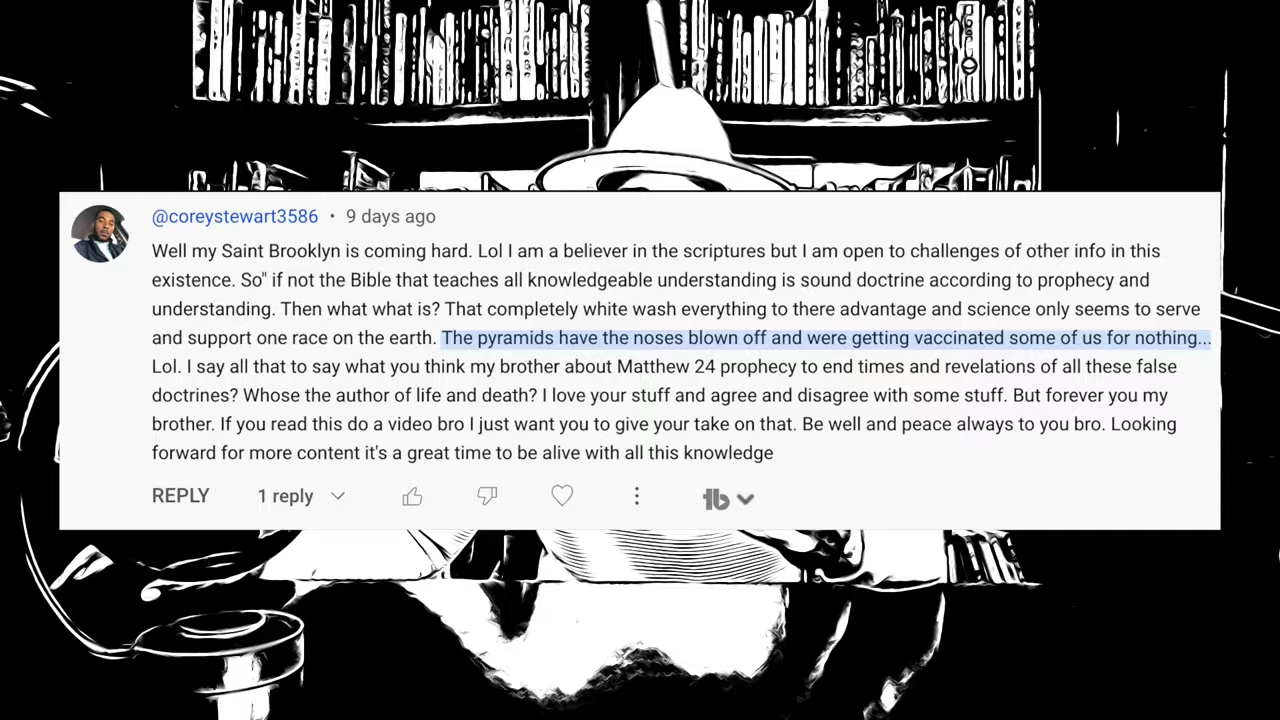 @coreystewart3586 • 9 days ago
Well my Saint Brooklyn is coming hard. Lol I am a believer in the scriptures but I am open to challenges of other info in this
existence. So" if not the Bible that teaches all knowledgeable understanding is sound doctrine according to prophecy and
understanding. Then what what is? That completely white wash everything to there advantage and science only seems to serve
and support one race on the earth. The pyramids have the noses blown off and were getting vaccinated some of us for nothing...
Lol. I say all that to say what you think my brother about Matthew 24 prophecy to end times and revelations of all these false
doctrines? Whose the author of life and death? I love your stuff and agree and disagree with some stuff. But forever you my
brother. If you read this do a video bro I just want you to give your take on that. Be well and peace always to you bro. Looking
forward for more content it's a great time to be alive with all this knowledge
REPLY 1 reply tb